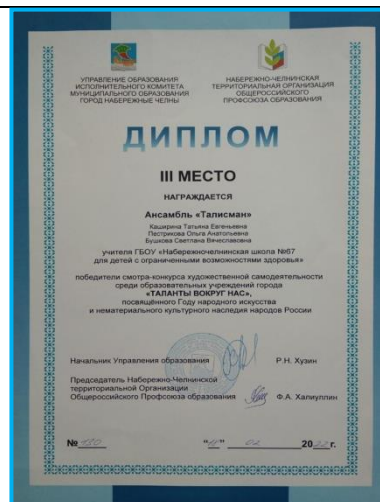 УПРАВЛЕНИЕ ОБРАЗОВАНИЯ
ИСПОЛНИТЕЛЬНОГО КОМИТЕТА
МУНИЦИПАЛЬНОГО ОБРАЗОВАНИЯ
ГОРОД НАБЕРЕЖНЫЕ ЧЕЛНЫ
НАБЕРЕЖНО-ЧЕЛНИНСКАЯ
ТЕРРИТОРИАЛЬНАЯ ОРГАНИЗАЦИЯ
ОБЩЕРОССИЙСКОГО
ПРОФСОЮЗА ОБРАЗОВАНИЯ
ДИПЛОМ
III МЕСТО
НАГРАЖДАЕТСЯ
Ансамбль «Талисман»
Каширина Татьяна Евгеньевна
Пестрикова Ольга Анатольевна
Бушкова Светлана Вячеславовна
учителя ГБОУ «Набережночелнинская школа №67
для детей с ограниченными возможностями здоровья»
победители смотра-конкурса художественной самодеятельности
среди образовательных учреждений города
«ТАЛАНТЫ ВОКРУГ НАС»,
посвящённого Году народного искусства
и нематериального культурного наследия народов России
Начальник Управления образования Р.Н. Хузин
Председатель Набережно-Челнинской
территориальной Организации
Общероссийского Профсоюза образования Ф.А. Халиуллин
№ 02 2022 г.